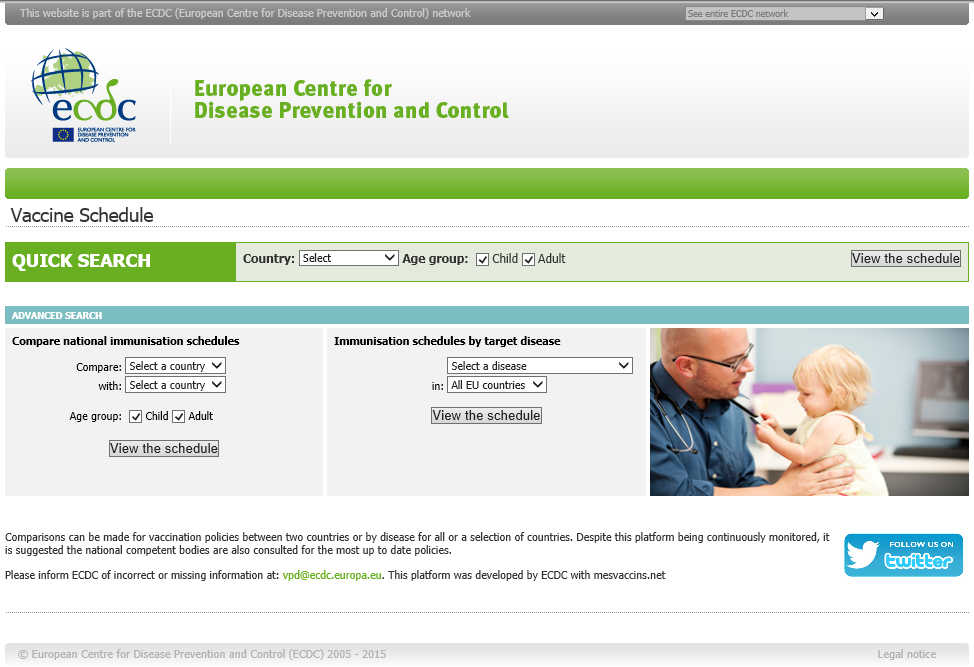 This website is part of the ECDC (European Centre for Disease Prevention and Control) network
See entire ECDC network
ecdc
EUROPEAN CENTRE FOR
DISEASE PREVENTION
AND CONTROL
European Centre for
Disease Prevention and Control
Vaccine Schedule
QUICK SEARCH
Country: Select Age group: Child Adult
View the schedule
ADVANCED SEARCH
Compare national immunisation schedules
Compare: Select a country
with: Select a country
Age group: Child Adult
View the schedule
Immunisation schedules by target disease
Select a disease
in: All EU countries
View the schedule
Comparisons can be made for vaccination policies between two countries or by disease for all or a selection of countries. Despite this platform being continuously monitored, it
is suggested the national competent bodies are also consulted for the most up to date policies.
FOLLOW US ON
twitter
Please inform ECDC of incorrect or missing information at: vpd@ecdc.europa.eu. This platform was developed by ECDC with mesvaccins.net
© European Centre for Disease Prevention and Control (ECDC) 2005 - 2015
Legal notice